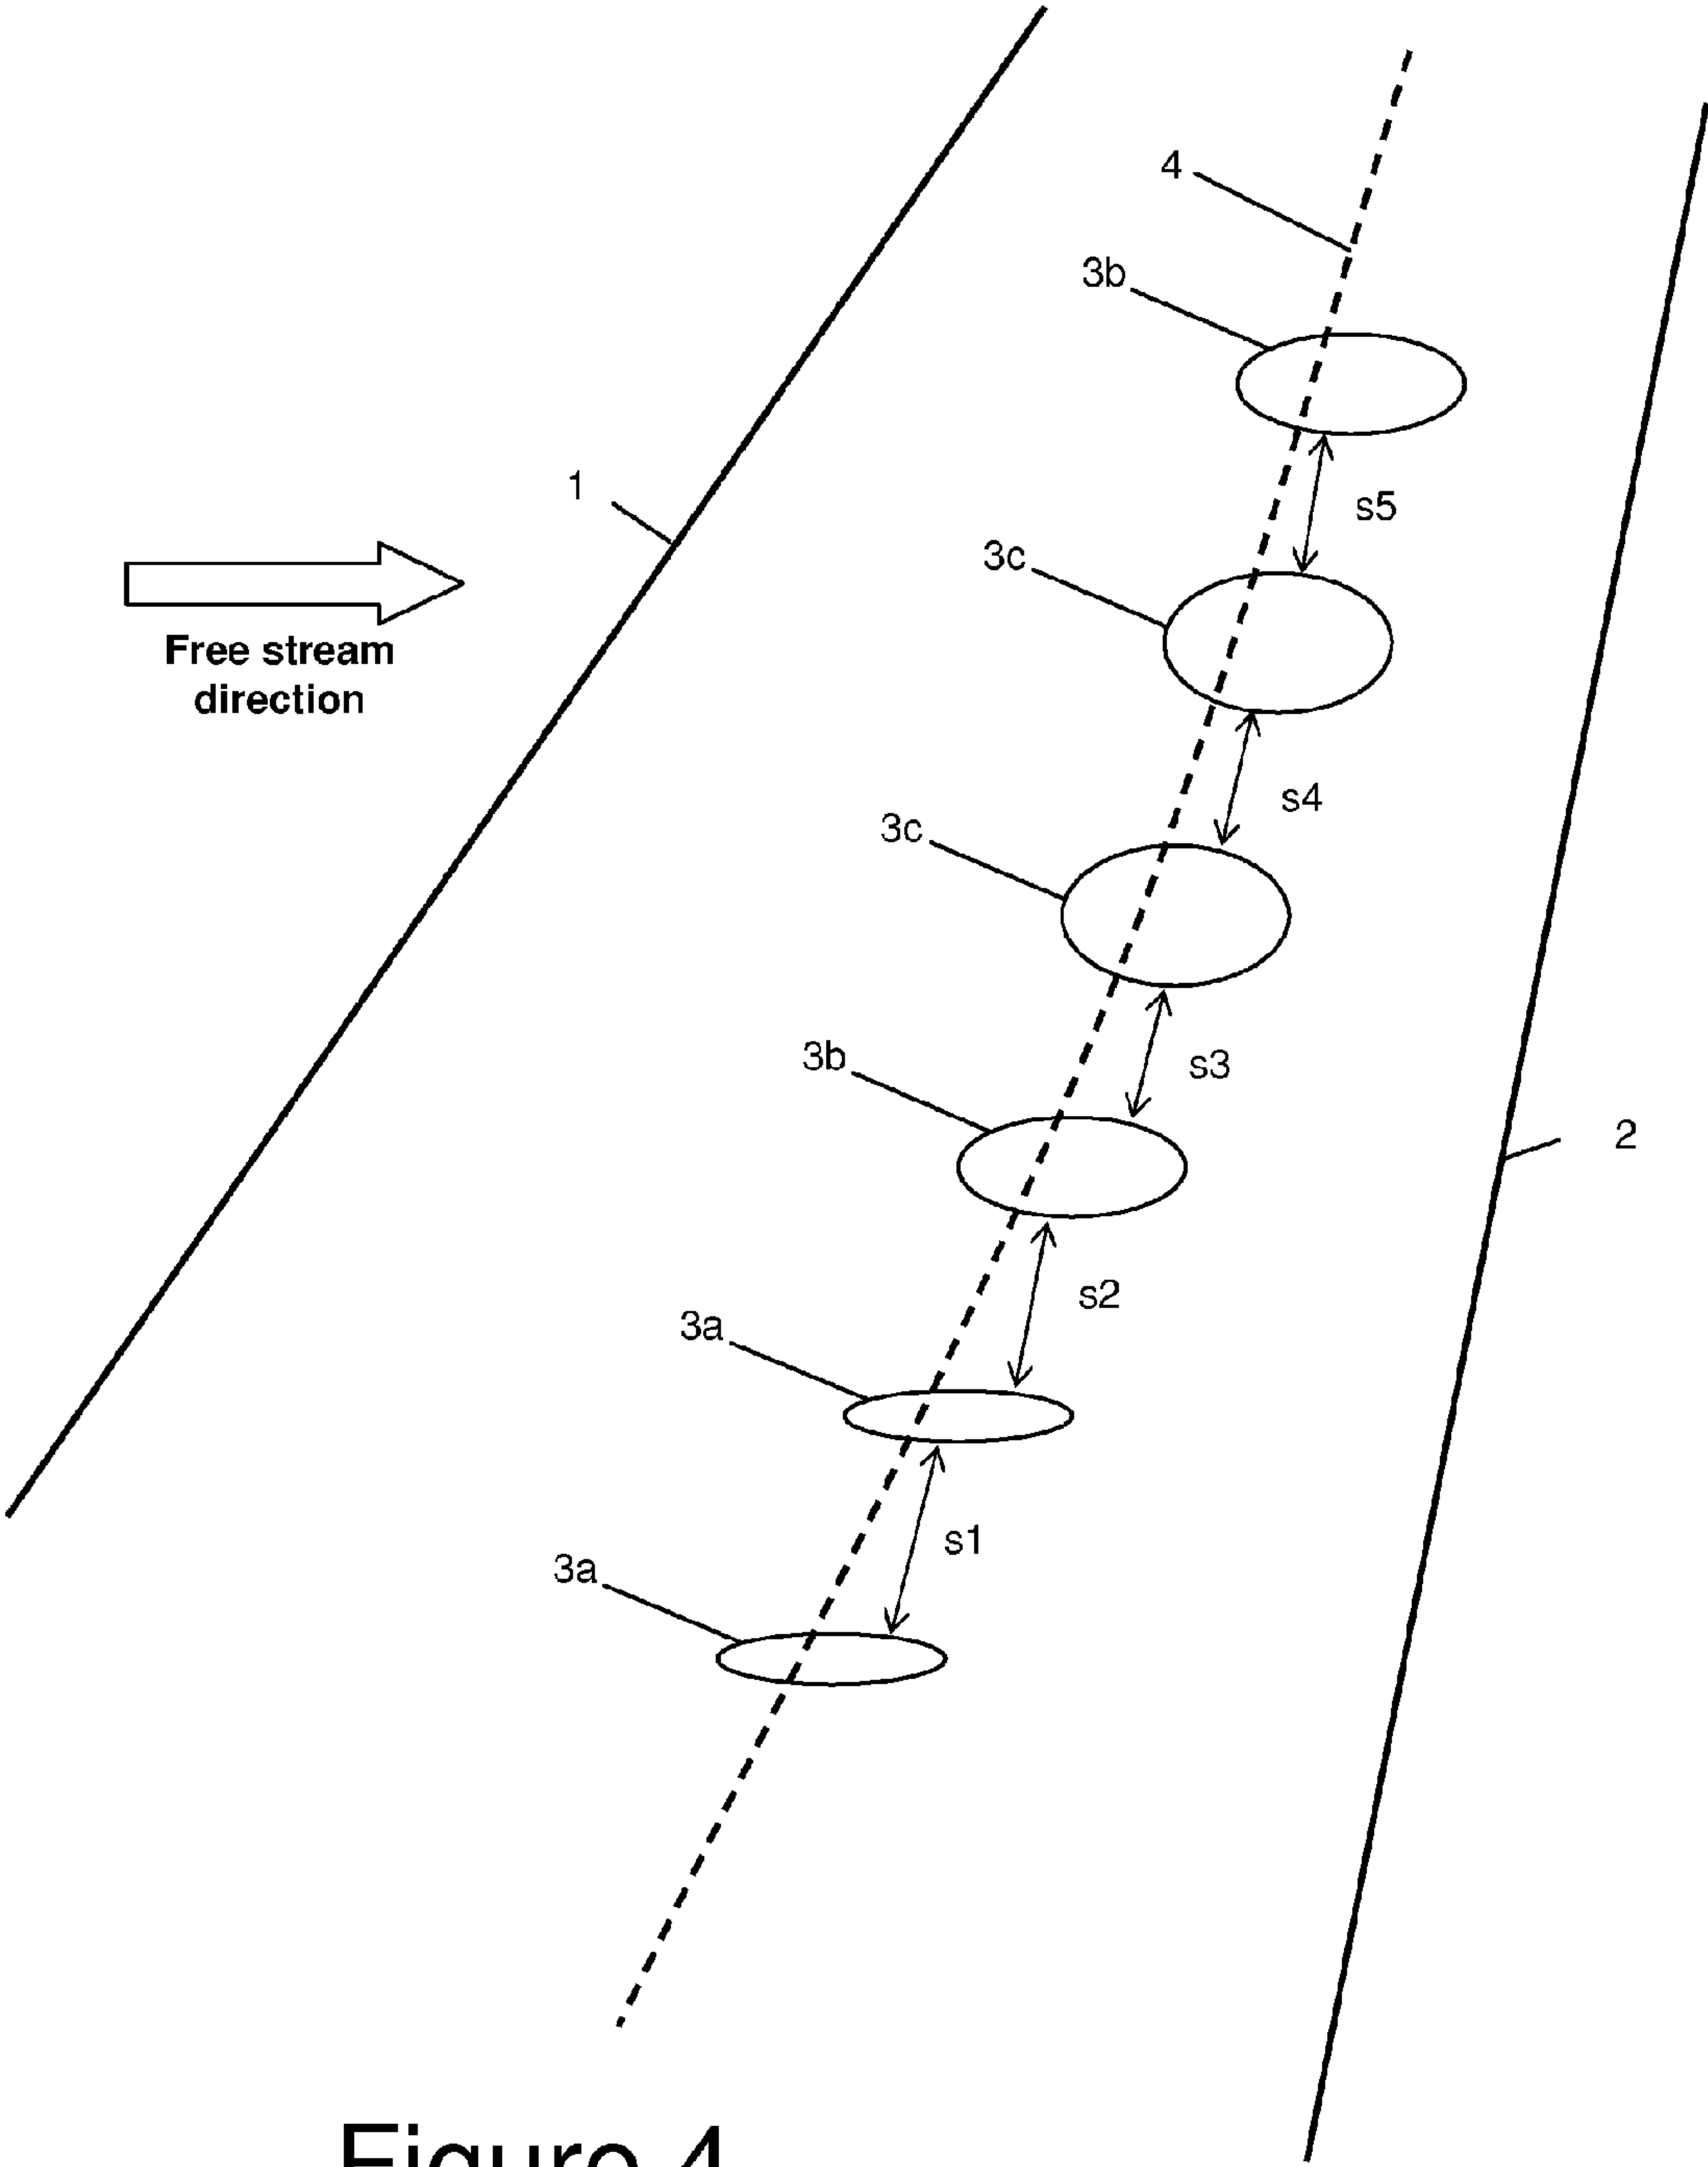 4
3b
1
s5
3c
Free stream
direction
s4
3c
3b
s3
2
s2
3a
s1
3a
Figure 4